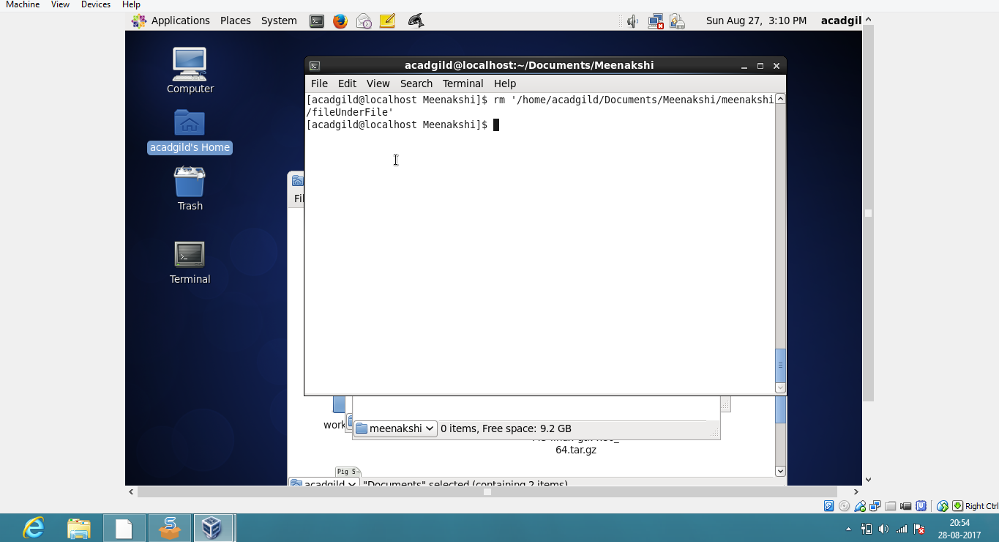 Machine View Devices Help
Applications Places System Sun Aug 27, 3:10 PM acadgil
Computer
acadgild's Home
Trash
Terminal
acadgild@localhost:~/Documents/Meenakshi
File Edit View Search Terminal Help
[acadgild@localhost Meenakshi]$ rm '/home/acadgild/Documents/Meenakshi/meenakshi
/fileUnderFile'
[acadgild@localhost Meenakshi]$
Fil
work
meenakshi 0 items, Free space: 9.2 GB
64.tar.gz
Pig S
acadgild "Documents" selected (containing 2 items)
Right Ctrl
20:54
28-08-2017